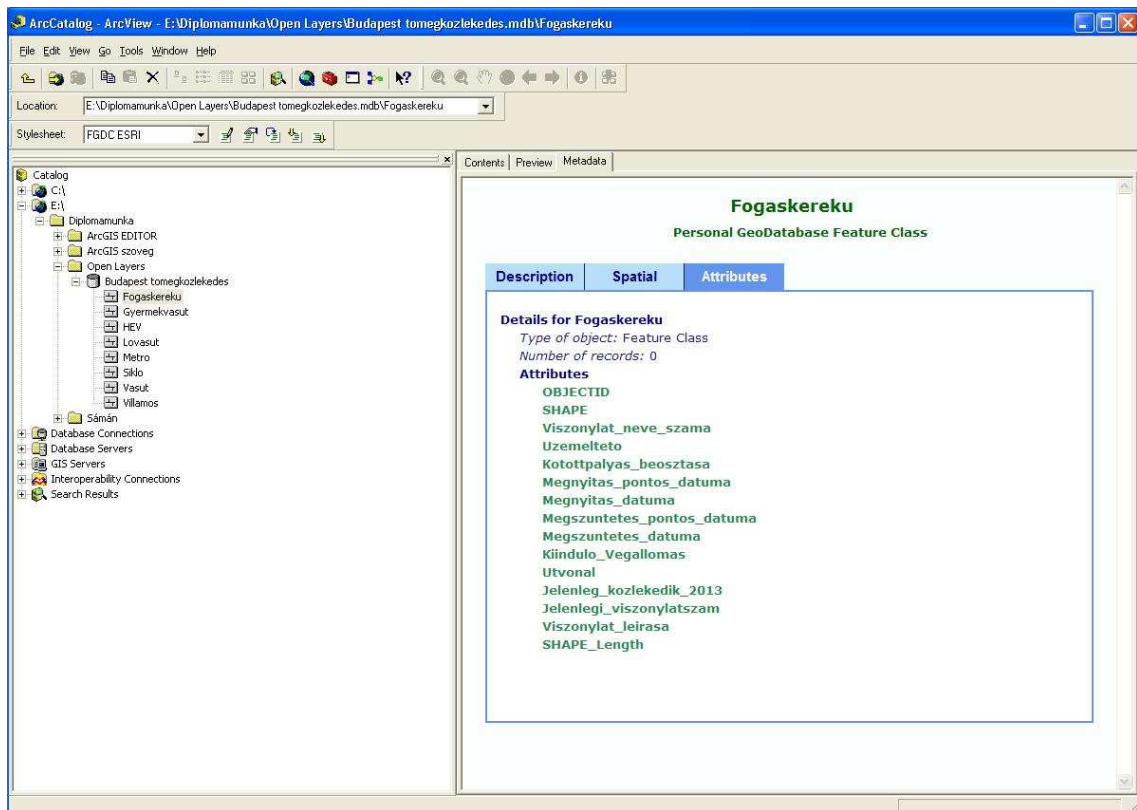 ArcCatalog - ArcView - E:\Diplomamunka\Open Layers\Budapest tomegkozlekedes.mdb\Fogaskereku
File Edit View Go Tools Window Help
Location: E:\Diplomamunka\Open Layers\Budapest tomegkozlekedes.mdb\Fogaskereku
Stylesheet: FGDC ESRI
Catalog
C:\
E:\
Diplomamunka
ArcGIS EDITOR
ArcGIS szoveg
Open Layers
Budapest tomegkozlekedes
Fogaskereku
Gyermekvasut
HEV
Lovasut
Metro
Siklo
Vasut
Villamos
Sámán
Database Connections
Database Servers
GIS Servers
Interoperability Connections
Search Results
Contents Preview Metadata
Fogaskereku
Personal GeoDatabase Feature Class
Description Spatial Attributes
Details for Fogaskereku
Type of object: Feature Class
Number of records: 0
Attributes
OBJECTID
SHAPE
Viszonylat_neve_szama
Uzemelteto
Kotottpalyas_beosztasa
Megnyitas_pontos_datuma
Megnyitas_datuma
Megszuntetes_pontos_datuma
Megszuntetes_datuma
Kiindulo_Vegallomas
Utvonal
Jelenleg_kozlekedik_2013
Jelenlegi_viszonylatszam
Viszonylat_leirasa
SHAPE_Length